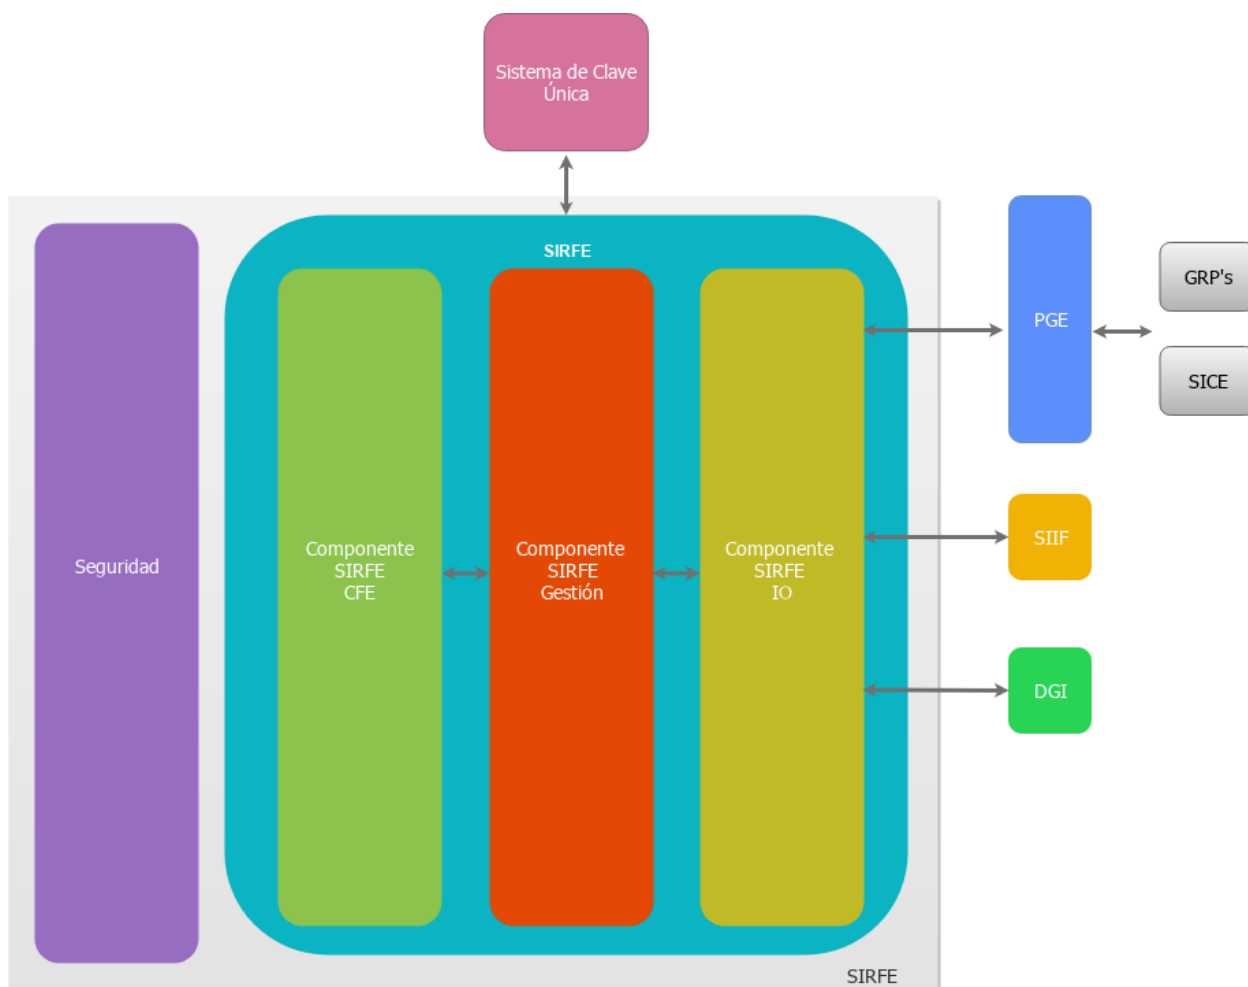 Sistema de Clave
Única
SIRFE
GRP's
PGE
SICE
Seguridad
Componente
SIRFE
CFE
Componente
SIRFE
Gestión
Componente
SIRFE
IO
SIIF
DGI
SIRFE